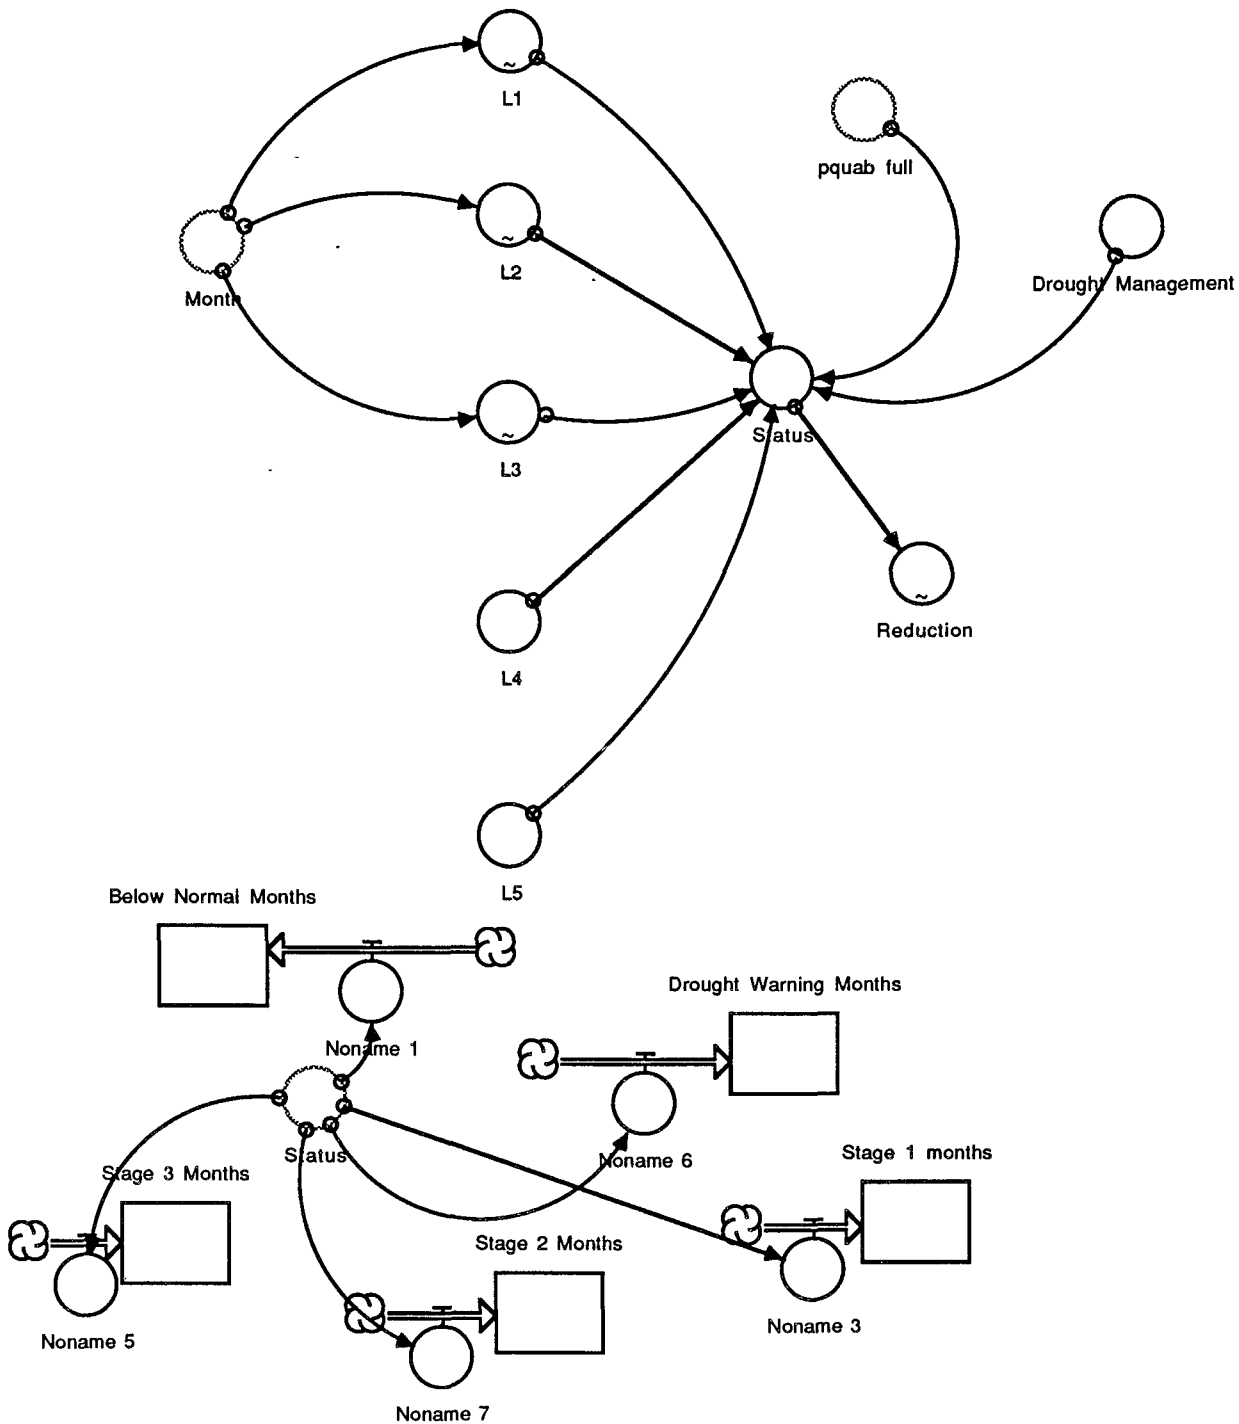 L1
pquab full
L2
Drought Management
Month
Status
L3
Reduction
L4
L5
Below Normal Months
Drought Warning Months
Noname 1
Status
Noname 6
Stage 1 months
Stage 3 Months
Stage 2 Months
Noname 3
Noname 5
Noname 7